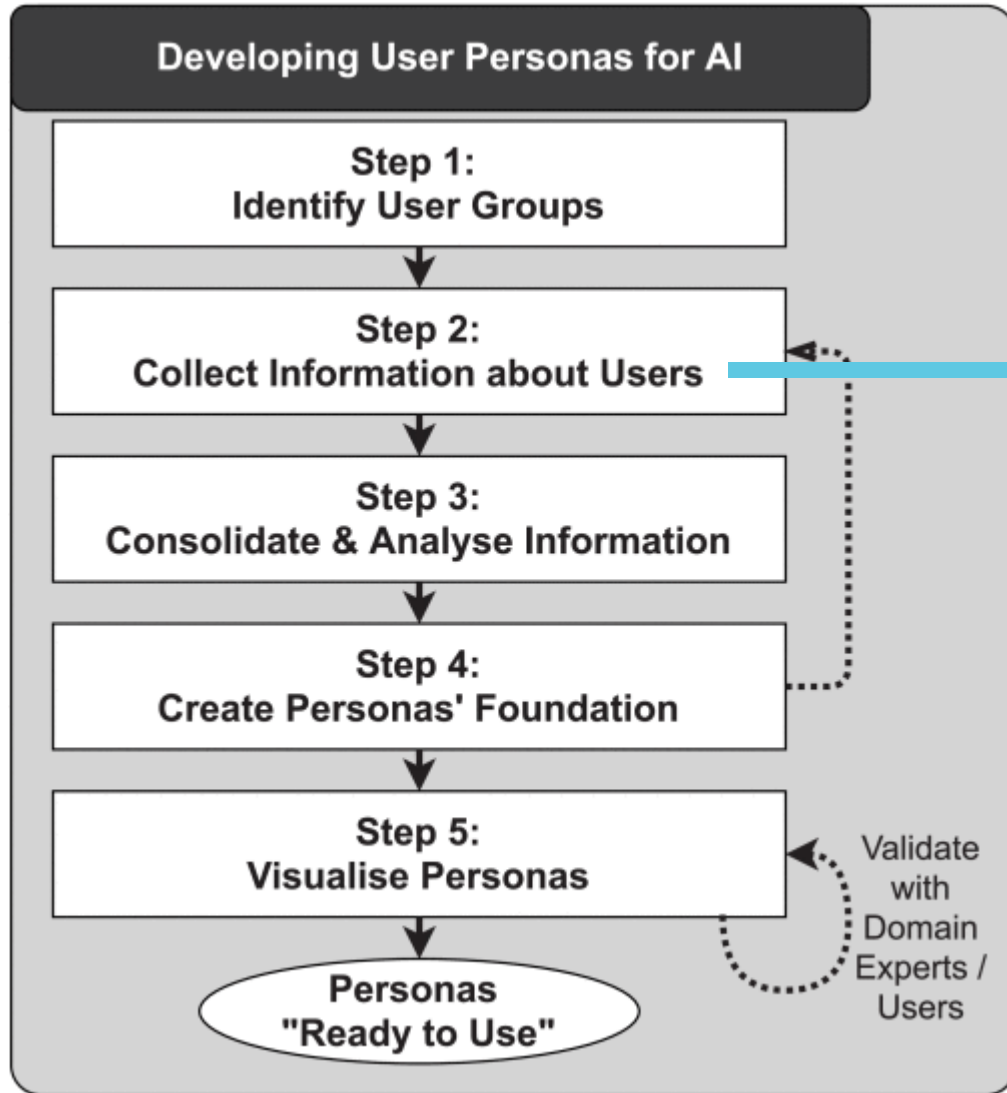 Developing User Personas for AI
Step 1:
Identify User Groups
Step 2:
Collect Information about Users
Step 3:
Consolidate & Analyse Information
Step 4:
Create Personas' Foundation
Step 5:
Visualise Personas
Validate
with
Domain
Experts /
Users
Personas
"Ready to Use"